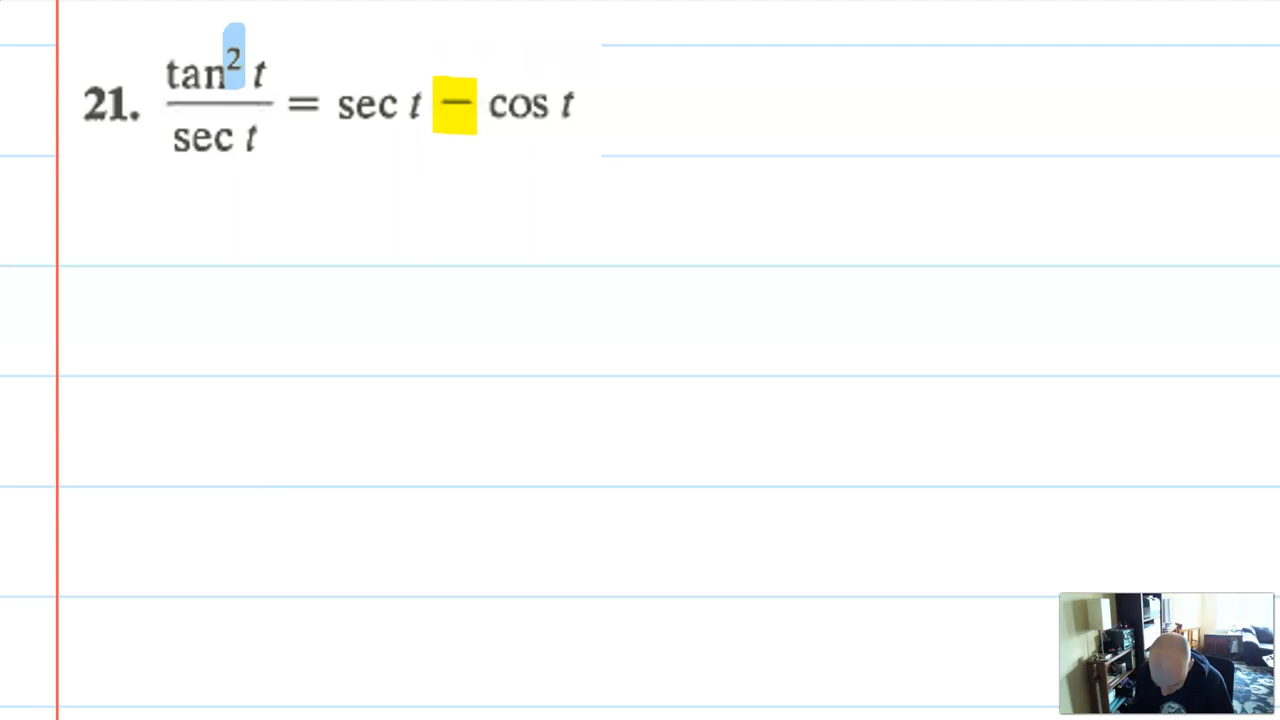 21. tan² t / sec t = sec t − cos t